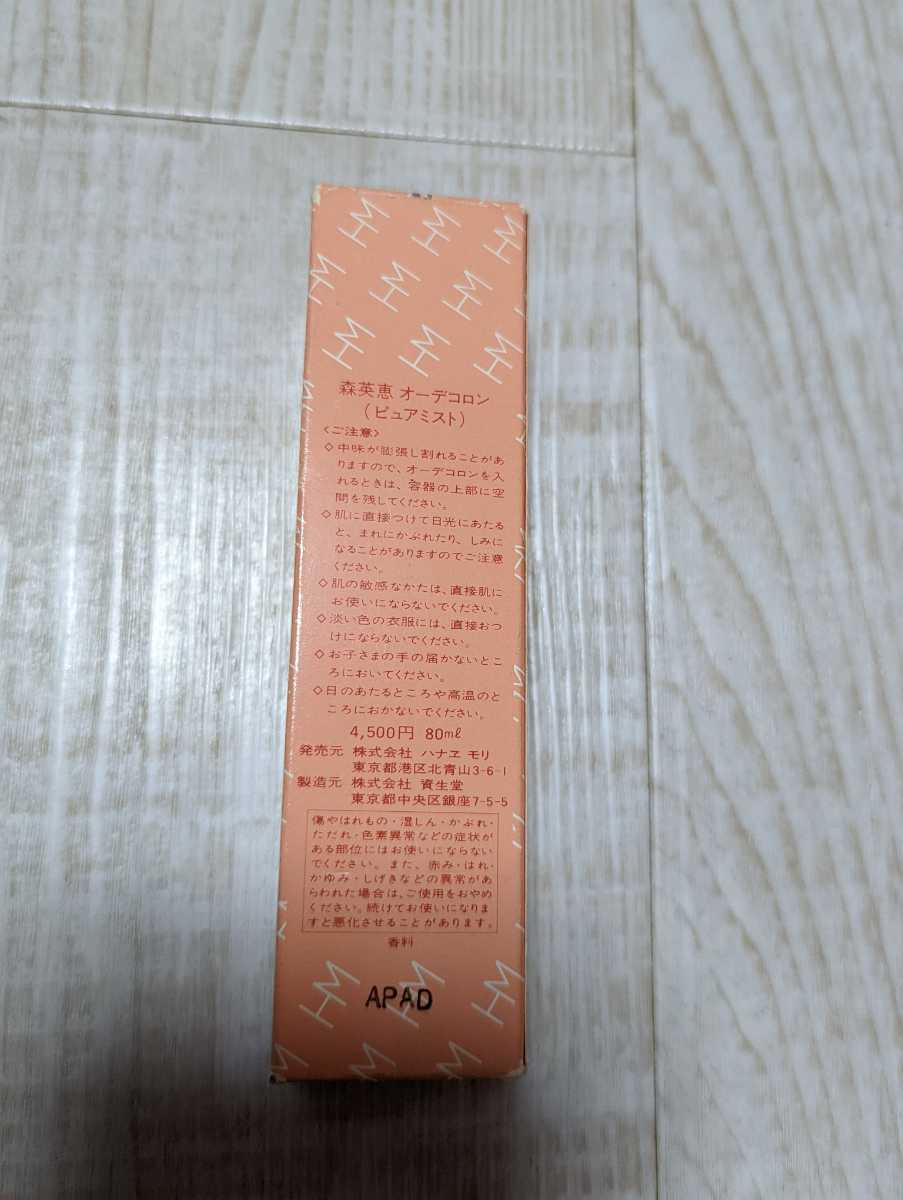 HM HM HM
HM HM HM
HM HM HM
森英恵 オーデコロン
(ピュアミスト)
〈ご注意〉
◇中味が膨張し割れることがあ
りますので、オーデコロンを入
れるときは、容器の上部に空
間を残してください。
◇肌に直接つけて日光にあたる
と、まれにかぶれたり、しみに
なることがありますのでご注意
ください。
◇肌の敏感なかたは、直接肌に
お使いにならないでください。
◇淡い色の衣服には、直接おつ
けにならないでください。
◇お子さまの手の届かないとこ
ろにおいてください。
◇日のあたるところや高温のと
ころにおかないでください。
4,500円 80ml
発売元 株式会社 ハナヱ モリ
東京都港区北青山3-6-1
製造元 株式会社 資生堂
東京都中央区銀座7-5-5
傷やはれもの・湿しん・かぶれ・
ただれ・色素異常などの症状が
ある部位にはお使いにならない
でください。また、赤み・はれ・
かゆみ・しげきなどの異常があ
らわれた場合は、ご使用をおやめ
ください。続けてお使いになりま
すと悪化させることがあります。
香料
HM HM HM
APAD
HM HM HM